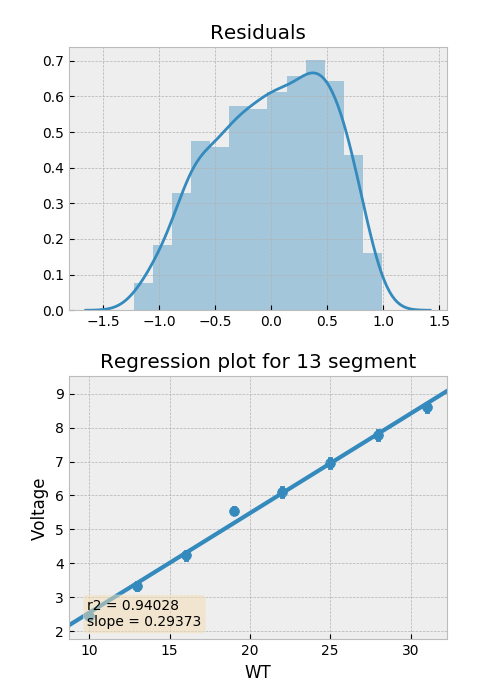 Residuals
0.7
0.6
0.5
0.4
0.3
0.2
0.1
0.0
−1.5 −1.0 −0.5 0.0 0.5 1.0 1.5
Regression plot for 13 segment
9
8
7
6
5
4
3
2
Voltage
r2 = 0.94028
slope = 0.29373
10 15 20 25 30
WT